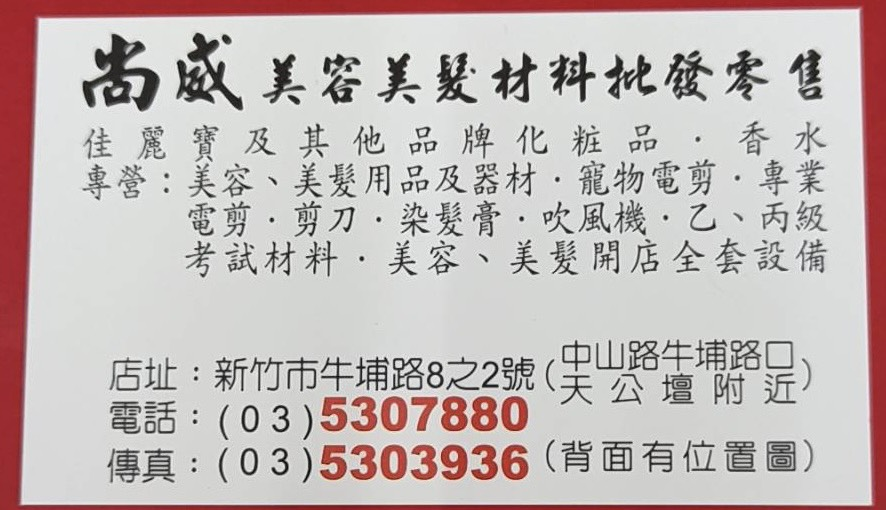 尚威美容美髮材料批發零售
佳麗寶及其他品牌化粧品．香水
專營：美容、美髮用品及器材．寵物電剪．專業
電剪．剪刀．染髮膏．吹風機．乙、丙級
考試材料．美容、美髮開店全套設備
店址：新竹市牛埔路8之2號(中山路牛埔路口
天公壇附近)
電話：(03)5307880
傳真：(03)5303936(背面有位置圖)